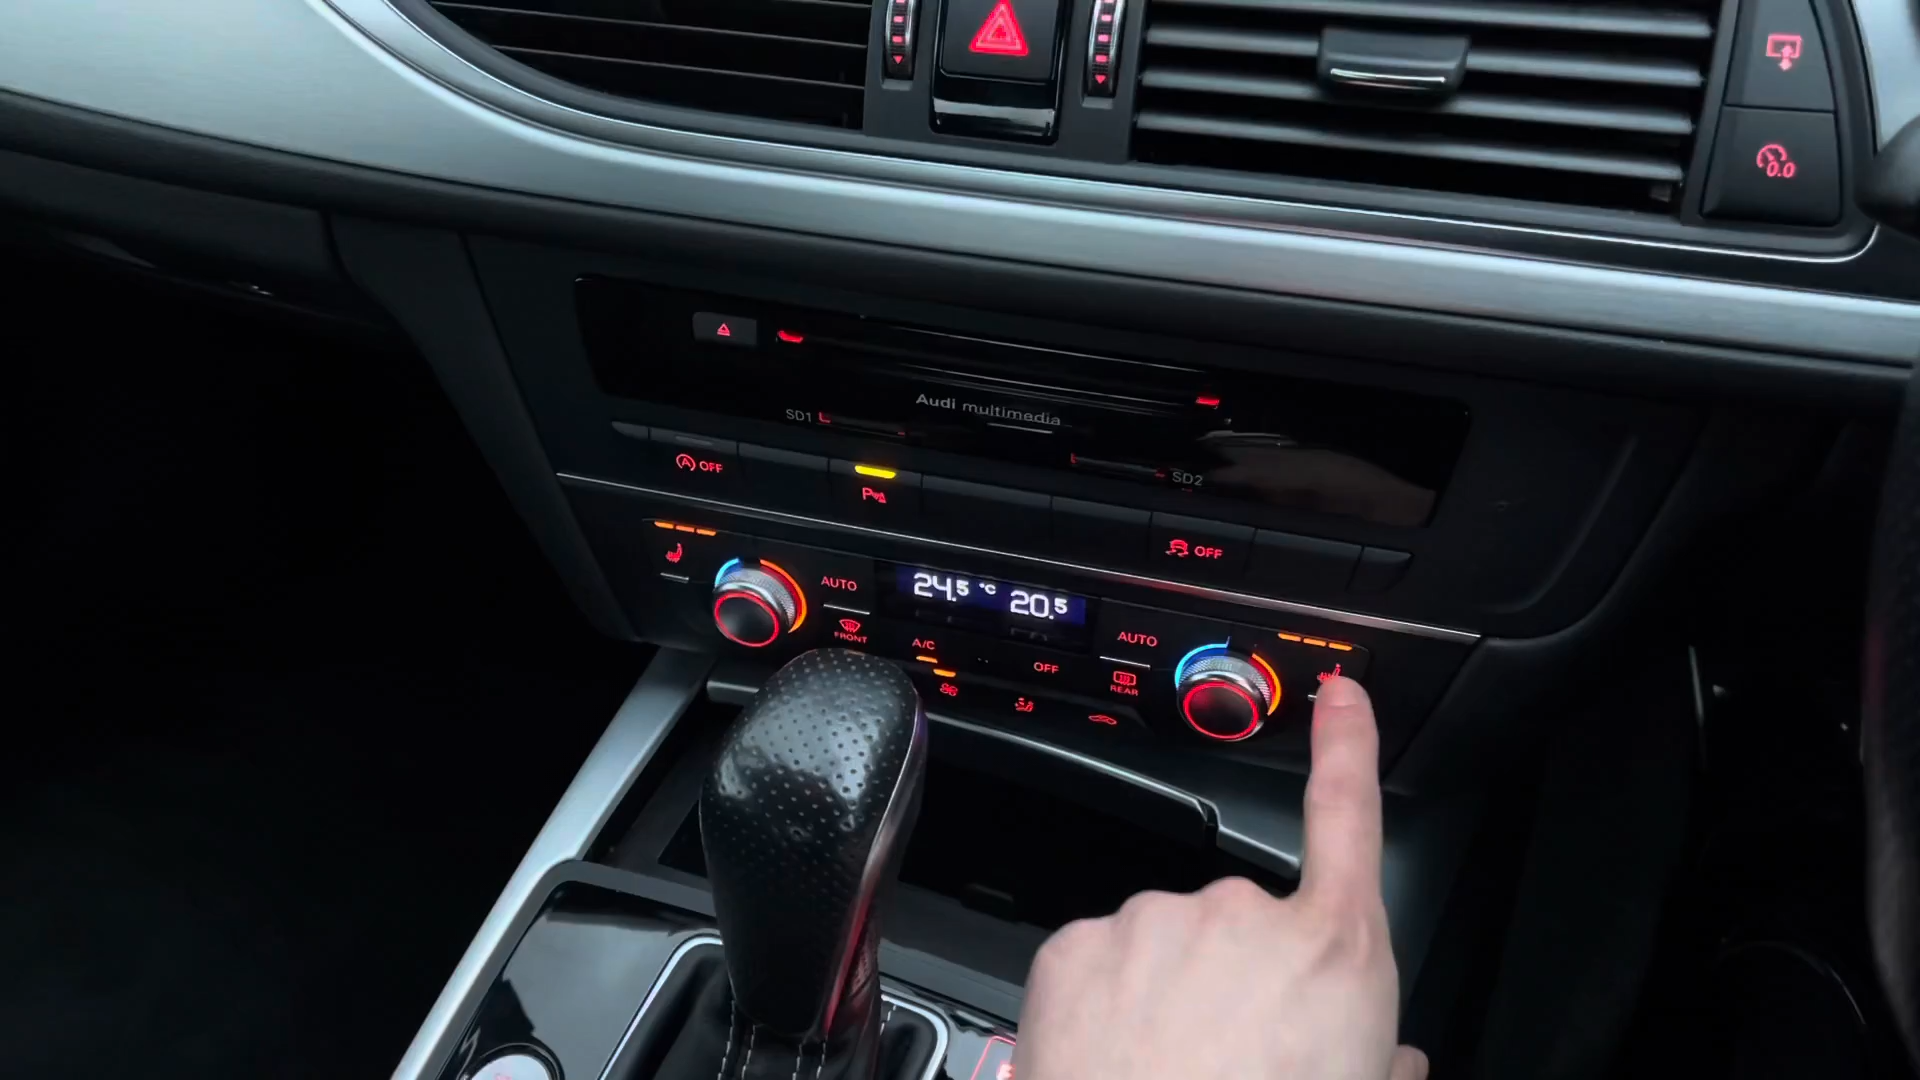 0.0
Audi multimedia
SD1
SD2
OFF
P
OFF
AUTO
24.5 °C 20.5
AUTO
FRONT
A/C
OFF
REAR